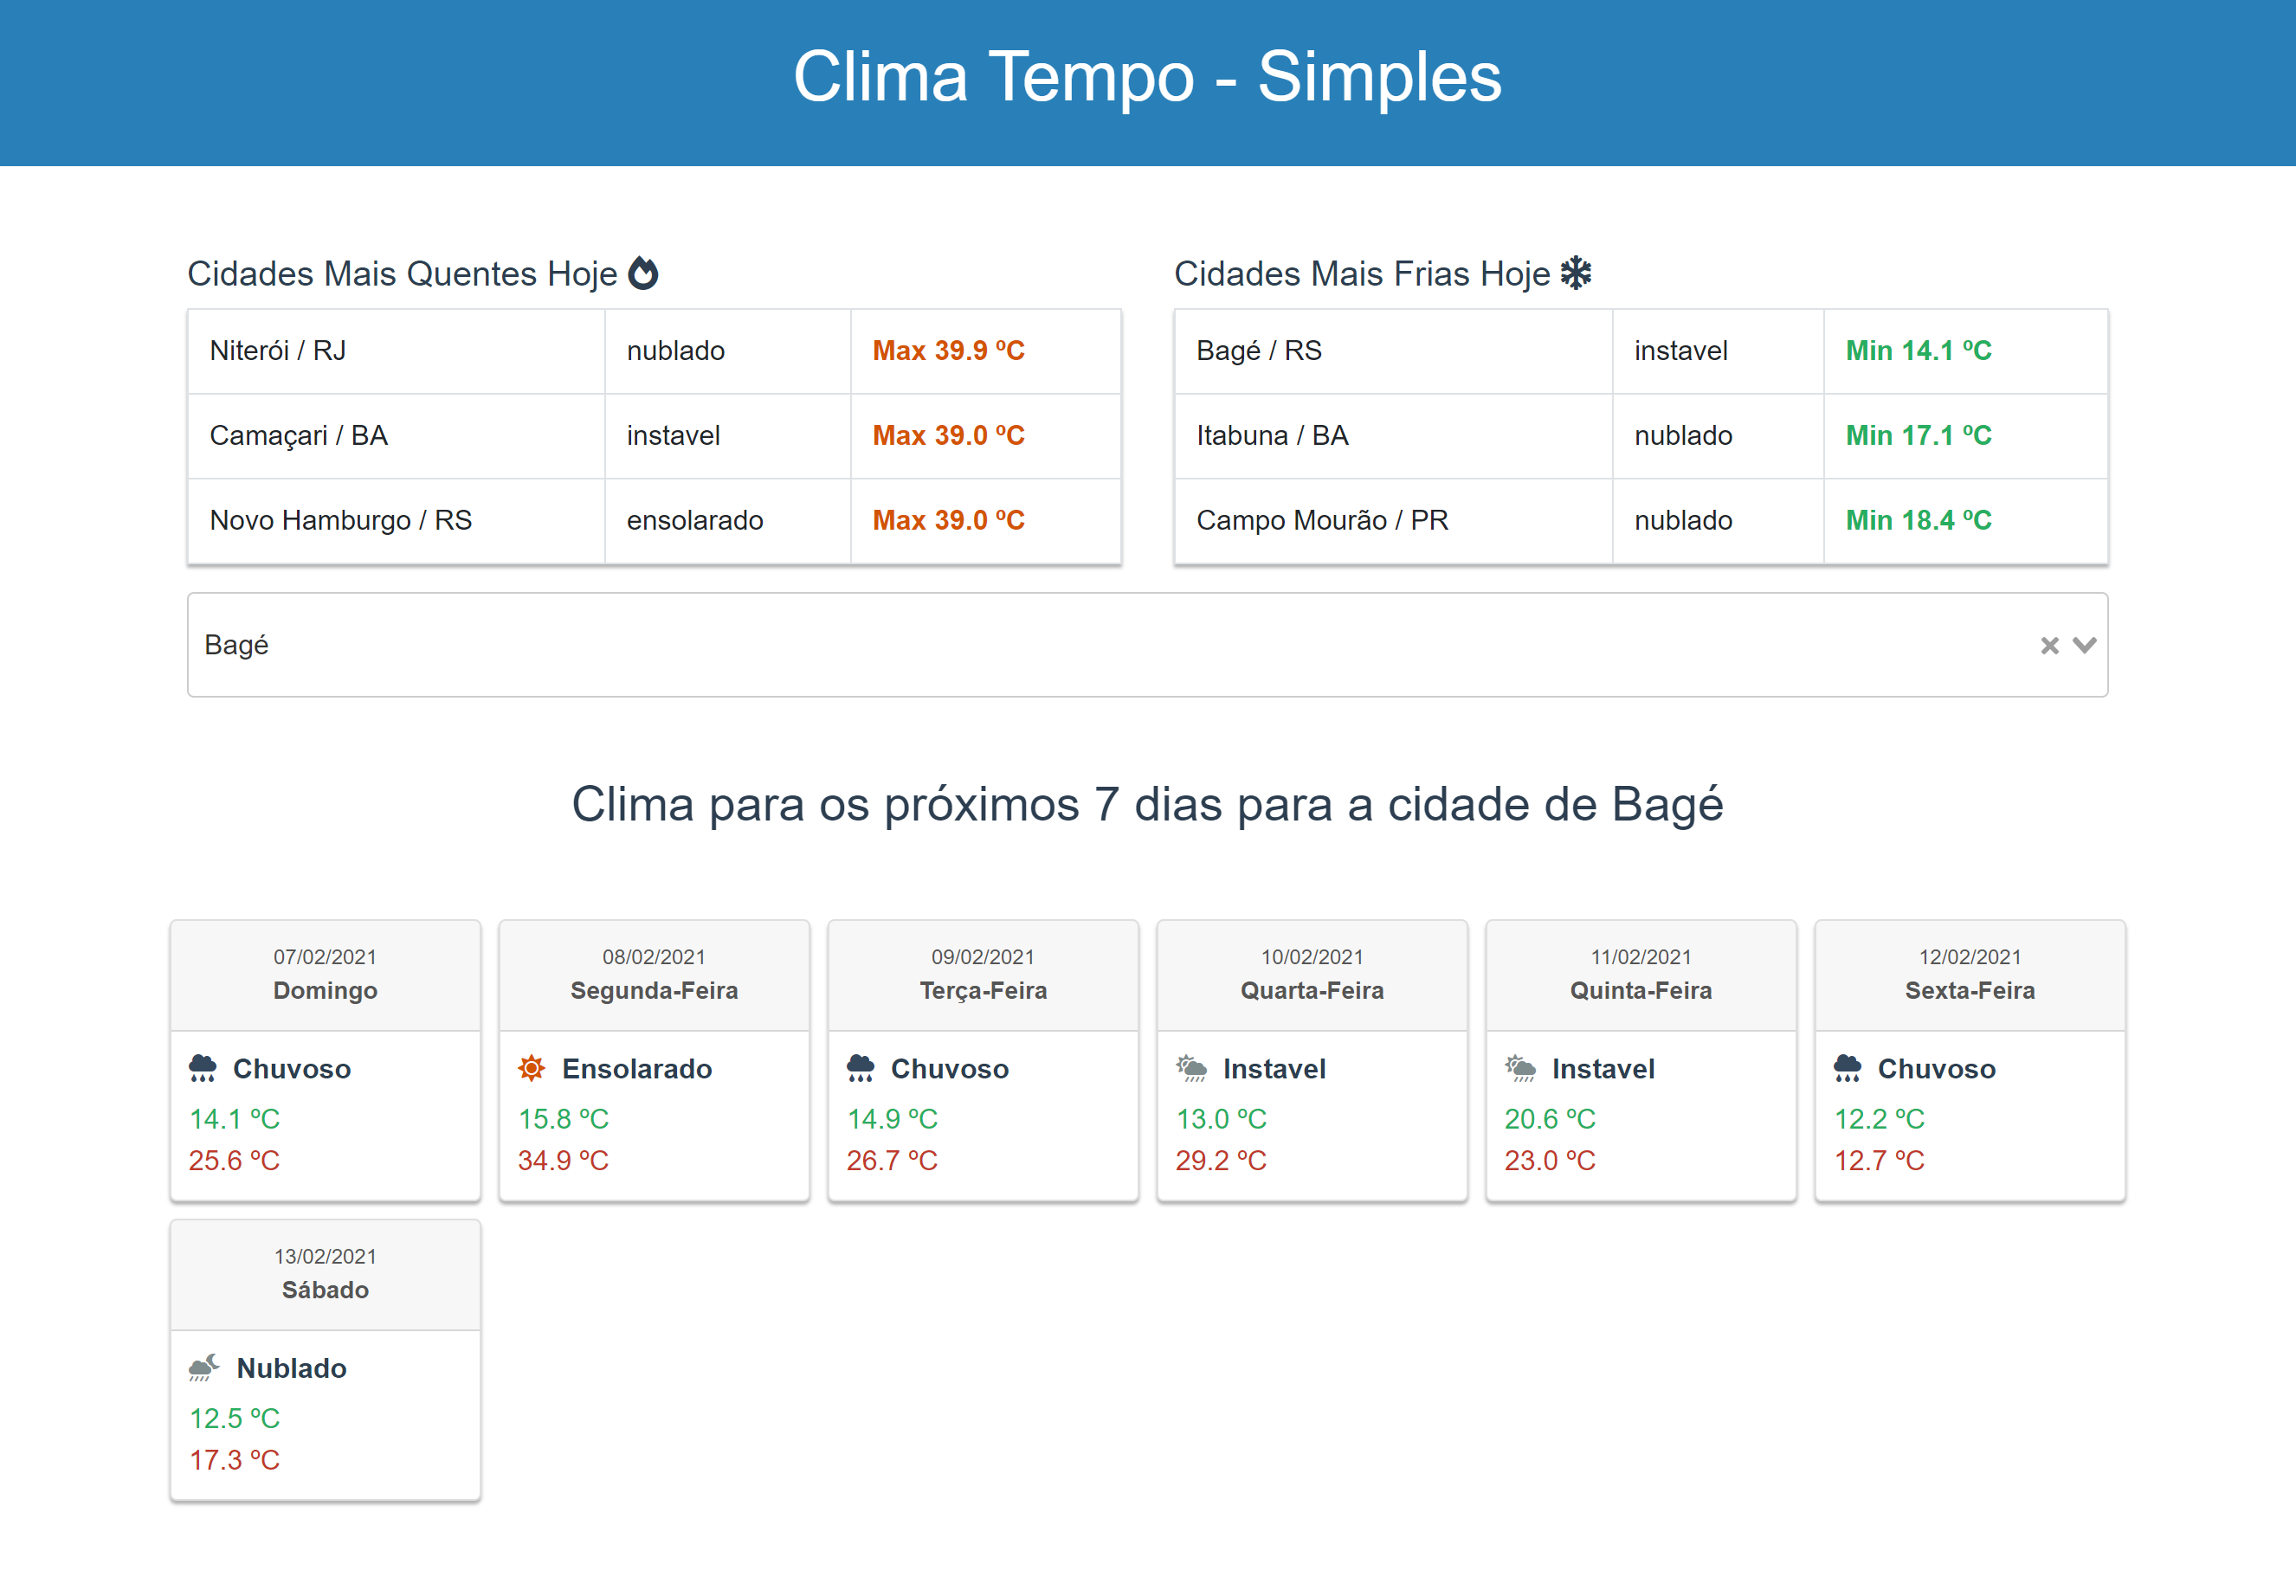 Clima Tempo - Simples
Cidades Mais Quentes Hoje
Niterói / RJ nublado Max 39.9 ºC
Camaçari / BA instavel Max 39.0 ºC
Novo Hamburgo / RS ensolarado Max 39.0 ºC
Cidades Mais Frias Hoje
Bagé / RS instavel Min 14.1 ºC
Itabuna / BA nublado Min 17.1 ºC
Campo Mourão / PR nublado Min 18.4 ºC
Bagé
Clima para os próximos 7 dias para a cidade de Bagé
07/02/2021
Domingo
Chuvoso
14.1 ºC
25.6 ºC
08/02/2021
Segunda-Feira
Ensolarado
15.8 ºC
34.9 ºC
09/02/2021
Terça-Feira
Chuvoso
14.9 ºC
26.7 ºC
10/02/2021
Quarta-Feira
Instavel
13.0 ºC
29.2 ºC
11/02/2021
Quinta-Feira
Instavel
20.6 ºC
23.0 ºC
12/02/2021
Sexta-Feira
Chuvoso
12.2 ºC
12.7 ºC
13/02/2021
Sábado
Nublado
12.5 ºC
17.3 ºC